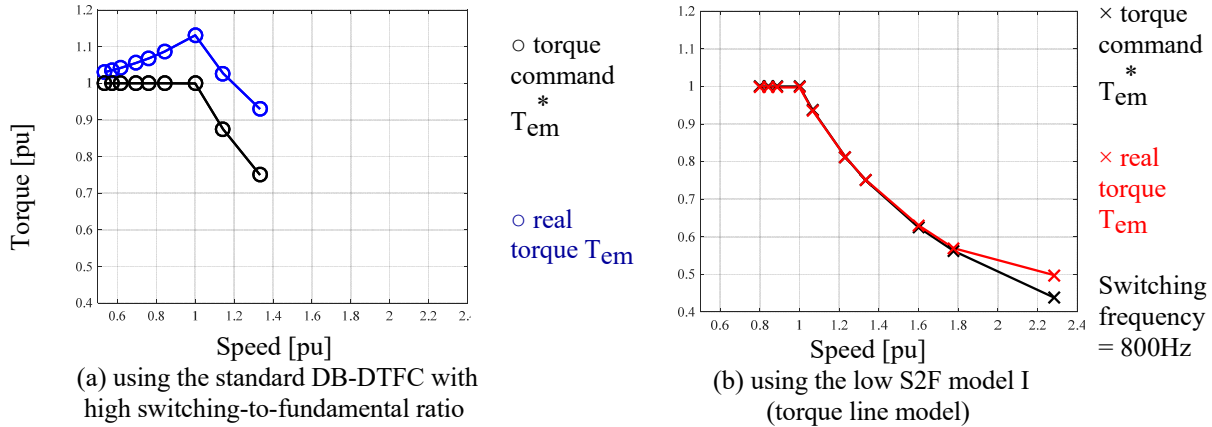 1.2
1.1
1
0.9
0.8
0.7
0.6
0.5
0.4
Torque [pu]
0.6 0.8 1 1.2 1.4 1.6 1.8 2 2.2 2.4
Speed [pu]
(a) using the standard DB-DTFC with
high switching-to-fundamental ratio
○ torque
command
*
Tem
○ real
torque Tem
1.2
1.1
1
0.9
0.8
0.7
0.6
0.5
0.4
0.6 0.8 1 1.2 1.4 1.6 1.8 2 2.2 2.4
Speed [pu]
(b) using the low S2F model I
(torque line model)
× torque
command
*
Tem
× real
torque
Tem
Switching
frequency
= 800Hz